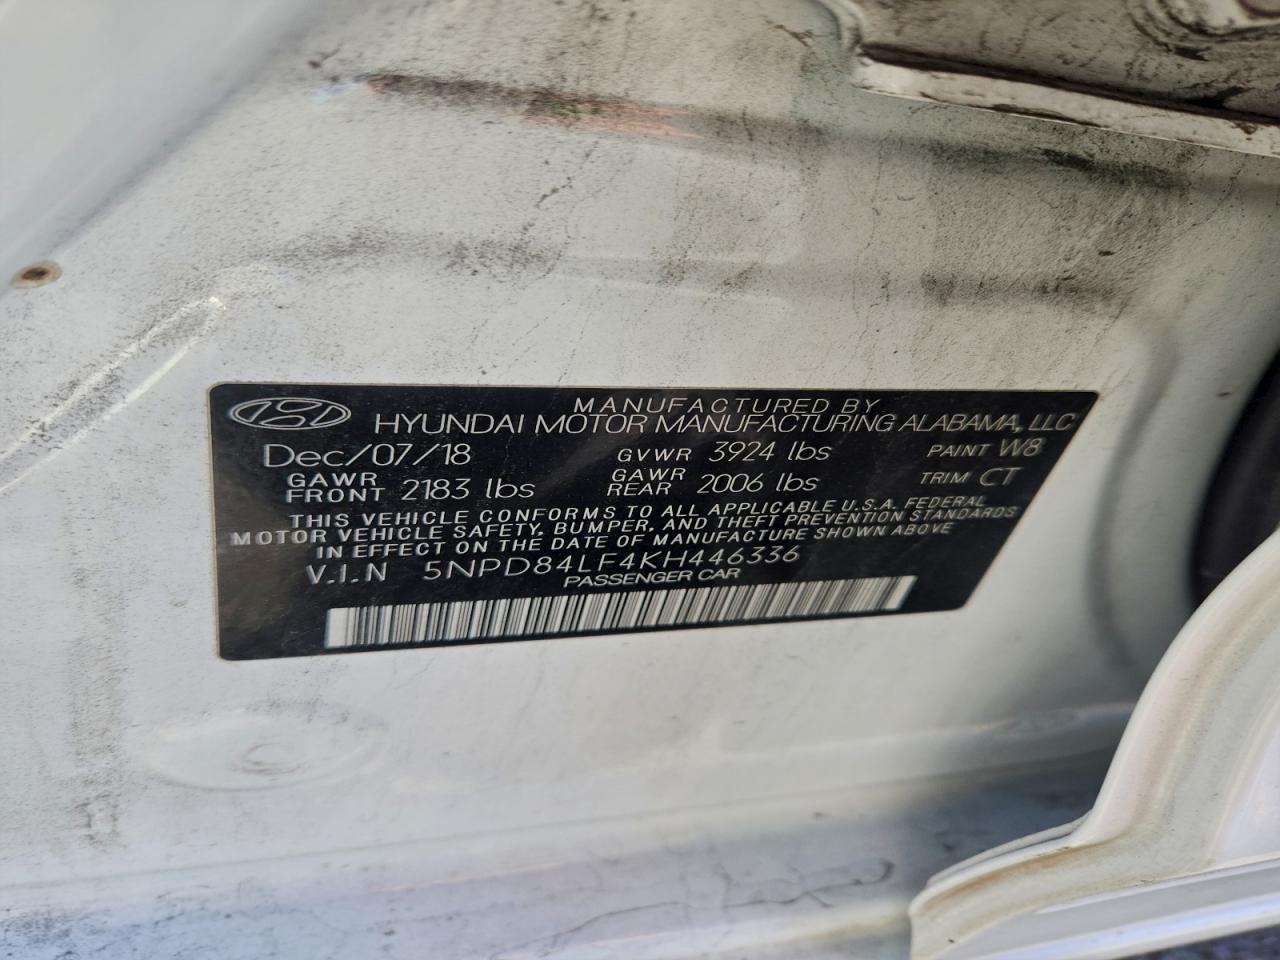 MANUFACTURED BY
HYUNDAI MOTOR MANUFACTURING ALABAMA, LLC
Dec/07/18 GVWR 3924 lbs PAINT W8
GAWR FRONT 2183 lbs GAWR REAR 2006 lbs TRIM CT
THIS VEHICLE CONFORMS TO ALL APPLICABLE U.S.A. FEDERAL
MOTOR VEHICLE SAFETY, BUMPER, AND THEFT PREVENTION STANDARDS
IN EFFECT ON THE DATE OF MANUFACTURE SHOWN ABOVE
V.I.N 5NPD84LF4KH446336
PASSENGER CAR